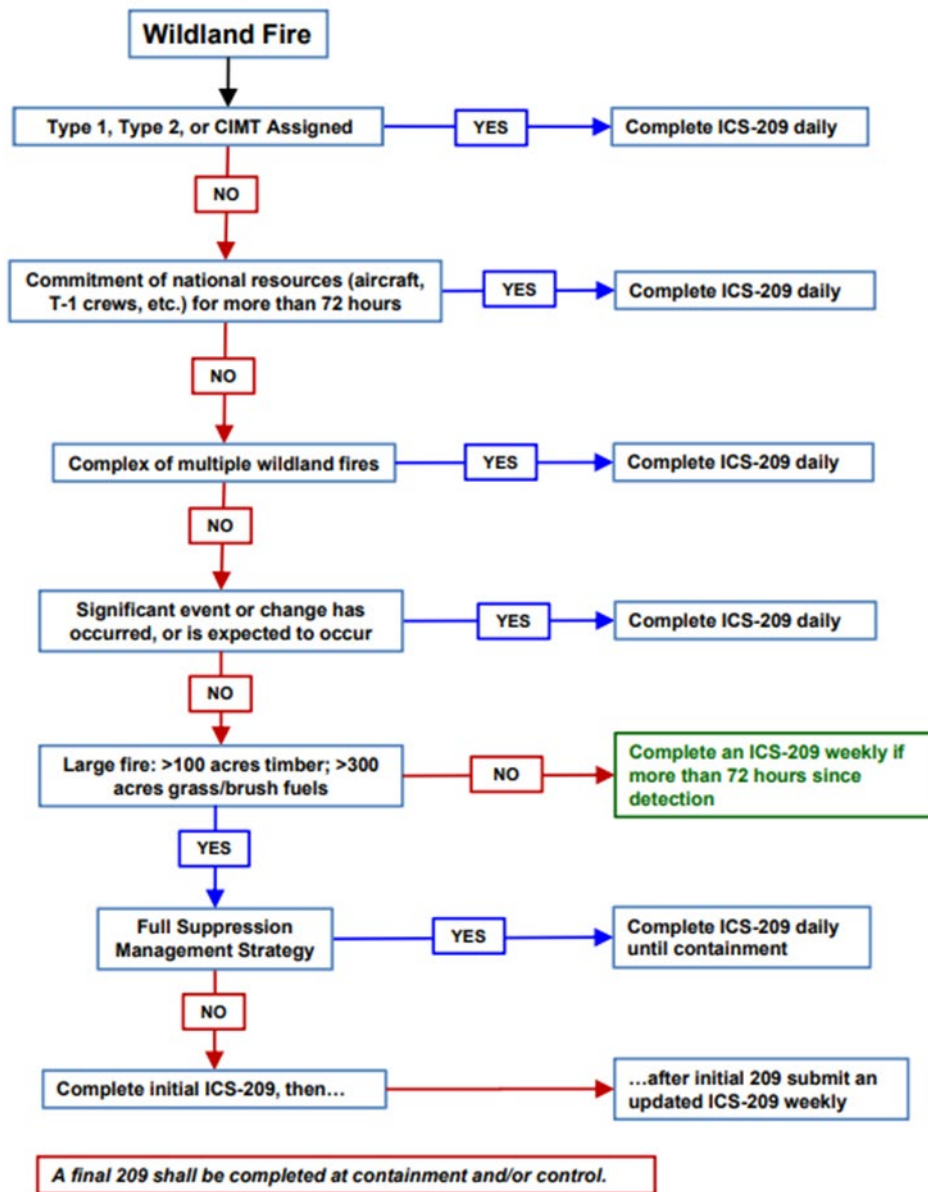 Wildland Fire
Type 1, Type 2, or CIMT Assigned
YES
Complete ICS-209 daily
NO
Commitment of national resources (aircraft,
T-1 crews, etc.) for more than 72 hours
YES
Complete ICS-209 daily
NO
Complex of multiple wildland fires
YES
Complete ICS-209 daily
NO
Significant event or change has
occurred, or is expected to occur
YES
Complete ICS-209 daily
NO
Large fire: >100 acres timber; >300
acres grass/brush fuels
NO
Complete an ICS-209 weekly if
more than 72 hours since
detection
YES
Full Suppression
Management Strategy
YES
Complete ICS-209 daily
until containment
NO
Complete initial ICS-209, then…
…after initial 209 submit an
updated ICS-209 weekly
A final 209 shall be completed at containment and/or control.